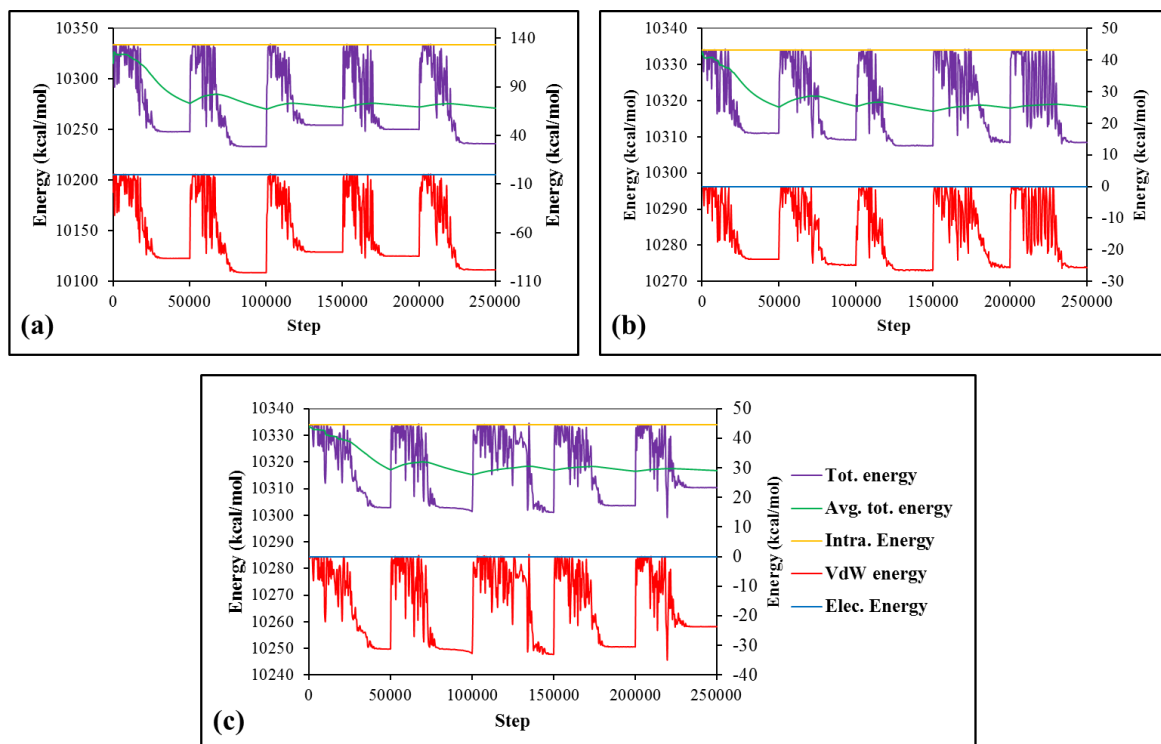 10350
10300
10250
10200
10150
10100
Energy (kcal/mol)
140
90
40
-10
-60
-110
Energy (kcal/mol)
0 50000 100000 150000 200000 250000
Step
(a)
10340
10330
10320
10310
10300
10290
10280
10270
Energy (kcal/mol)
50
40
30
20
10
0
-10
-20
-30
Energy (kcal/mol)
0 50000 100000 150000 200000 250000
Step
(b)
10340
10330
10320
10310
10300
10290
10280
10270
10260
10250
10240
Energy (kcal/mol)
50
40
30
20
10
0
-10
-20
-30
-40
Energy (kcal/mol)
0 50000 100000 150000 200000 250000
Step
(c)
Tot. energy
Avg. tot. energy
Intra. Energy
VdW energy
Elec. Energy